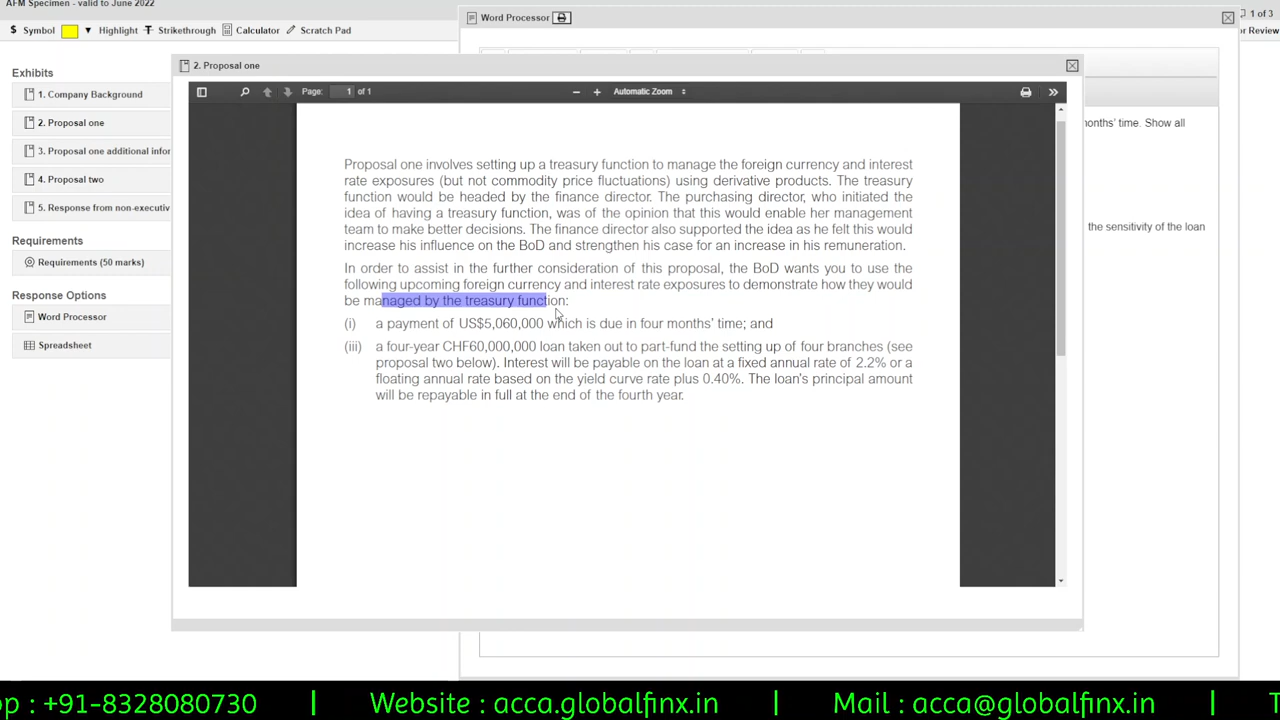 AFM Specimen - valid to June 2022
Word Processor
1 of 3
$ Symbol
Highlight
Strikethrough
Calculator
Scratch Pad
or Review
2. Proposal one
Page: 1 of 1
Automatic Zoom
Exhibits
1. Company Background
2. Proposal one
3. Proposal one additional infor
4. Proposal two
5. Response from non-executiv
Requirements
Requirements (50 marks)
Response Options
Word Processor
Spreadsheet
Proposal one involves setting up a treasury function to manage the foreign currency and interest
rate exposures (but not commodity price fluctuations) using derivative products. The treasury
function would be headed by the finance director. The purchasing director, who initiated the
idea of having a treasury function, was of the opinion that this would enable her management
team to make better decisions. The finance director also supported the idea as he felt this would
increase his influence on the BoD and strengthen his case for an increase in his remuneration.
In order to assist in the further consideration of this proposal, the BoD wants you to use the
following upcoming foreign currency and interest rate exposures to demonstrate how they would
be managed by the treasury function:
(i) a payment of US$5,060,000 which is due in four months' time; and
(iii) a four-year CHF60,000,000 loan taken out to part-fund the setting up of four branches (see
proposal two below). Interest will be payable on the loan at a fixed annual rate of 2.2% or a
floating annual rate based on the yield curve rate plus 0.40%. The loan's principal amount
will be repayable in full at the end of the fourth year.
months' time. Show all
the sensitivity of the loan
op : +91-8328080730 | Website : acca.globalfinx.in | Mail : acca@globalfinx.in | T